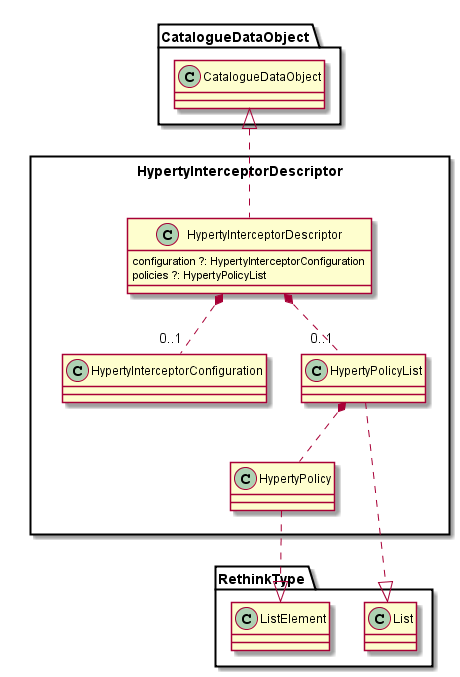 CatalogueDataObject
C CatalogueDataObject
HypertyInterceptorDescriptor
C HypertyInterceptorDescriptor
configuration ?: HypertyInterceptorConfiguration
policies ?: HypertyPolicyList
0..1 0..1
C HypertyInterceptorConfiguration
C HypertyPolicyList
C HypertyPolicy
RethinkType
C ListElement
C List